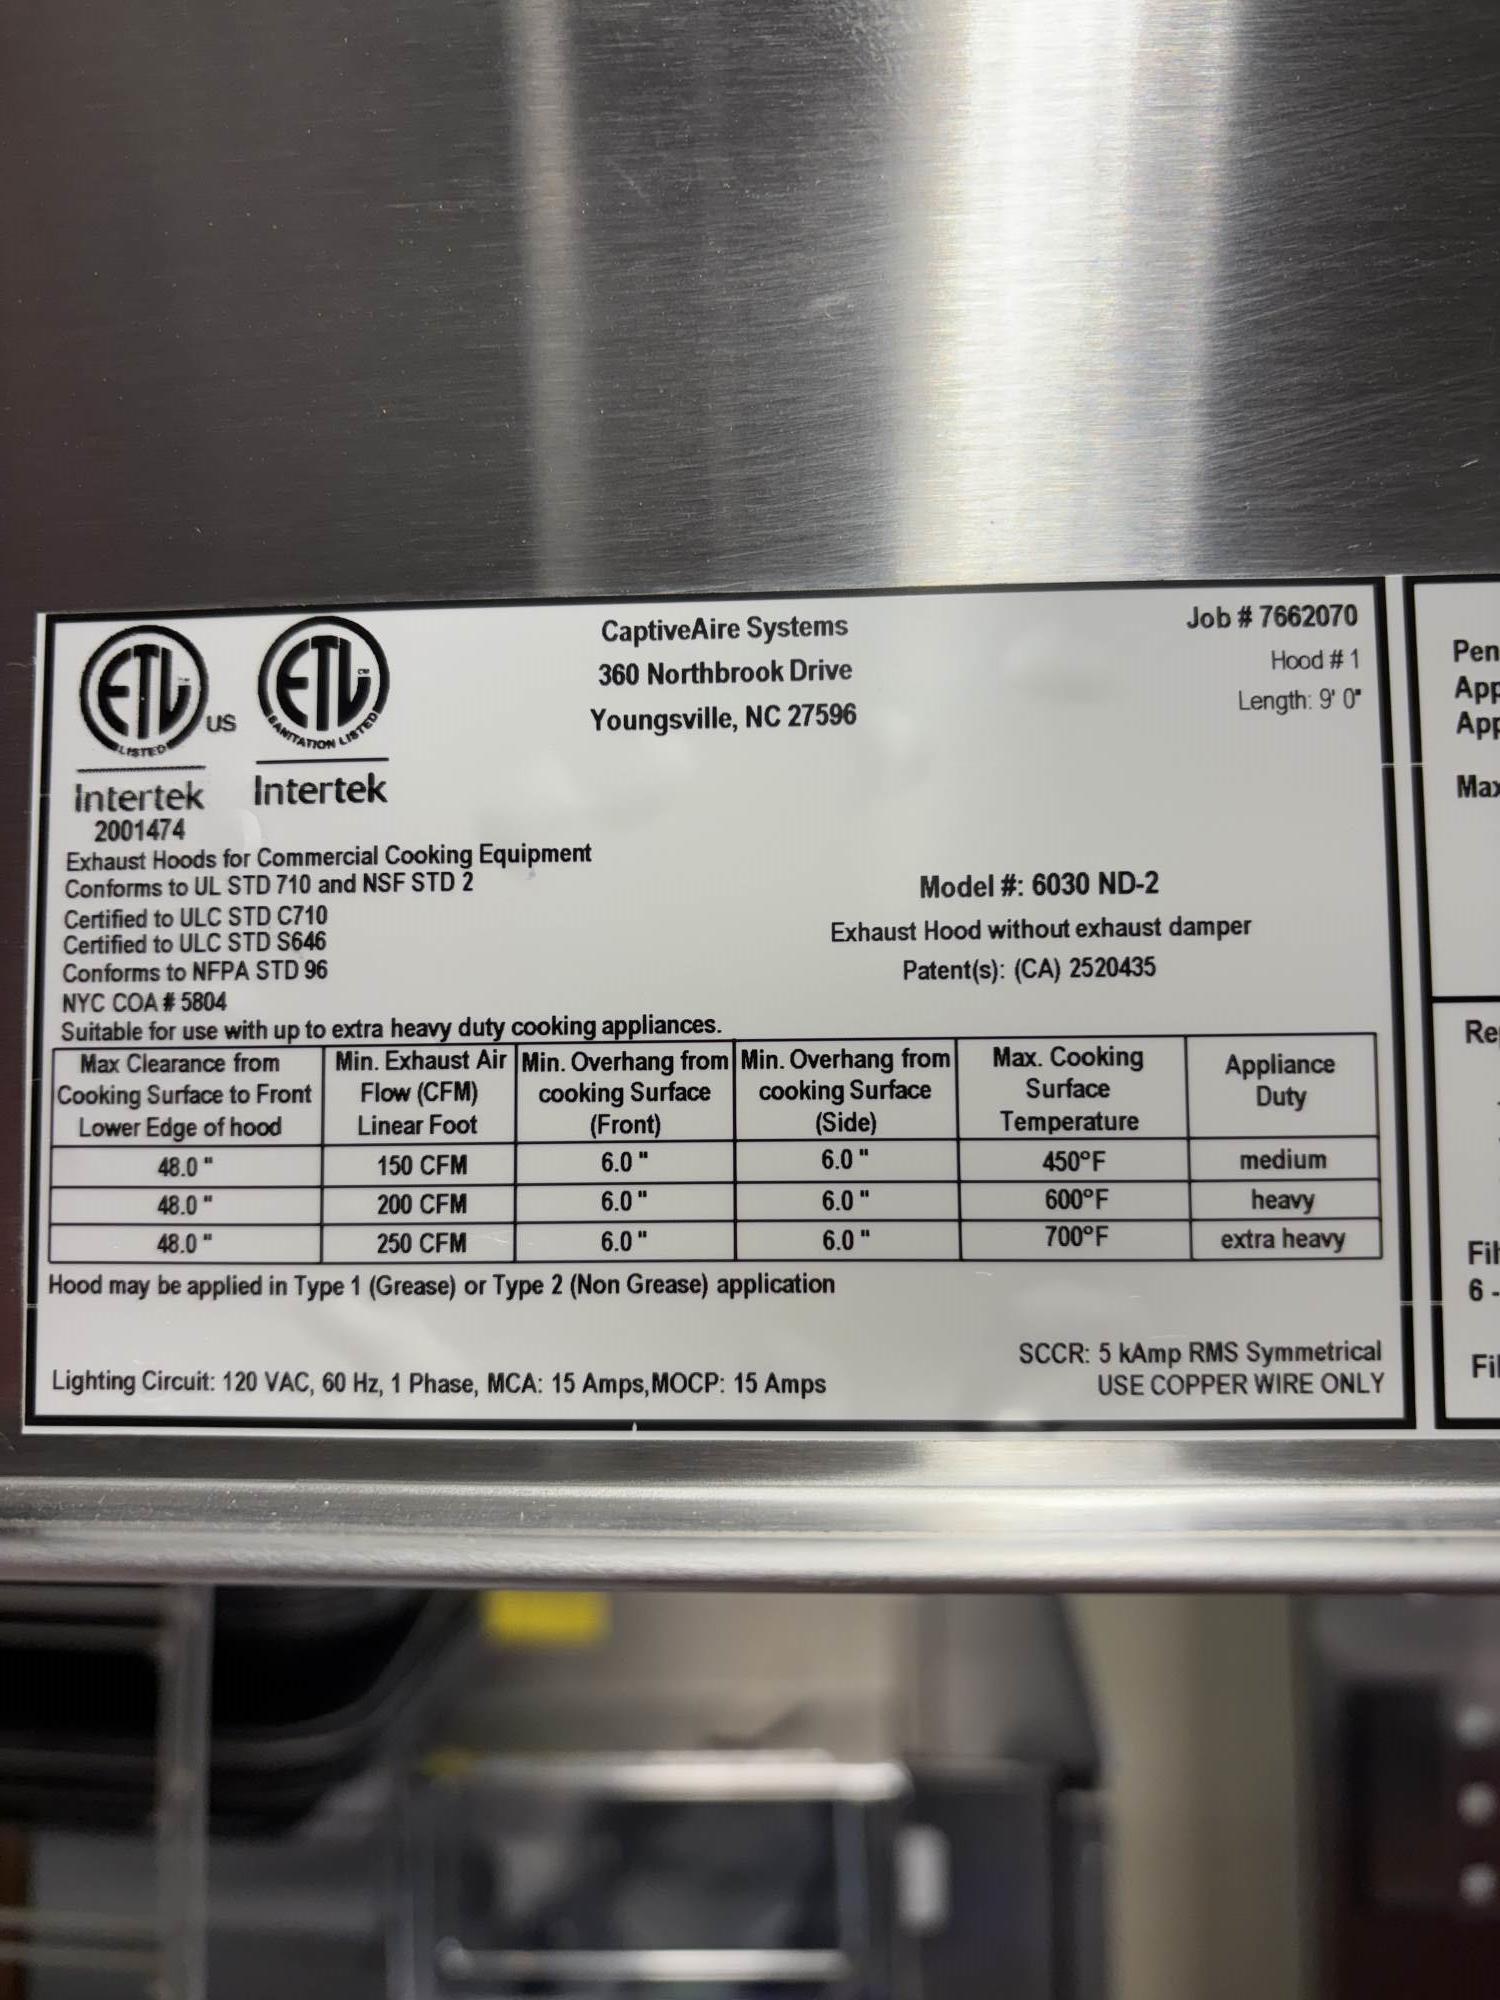 ETL
LISTED
US
Intertek
2001474
ETL
CM
SANITATION LISTED
Intertek
CaptiveAire Systems
360 Northbrook Drive
Youngsville, NC 27596
Job # 7662070
Hood # 1
Length: 9' 0"
Exhaust Hoods for Commercial Cooking Equipment
Conforms to UL STD 710 and NSF STD 2
Certified to ULC STD C710
Certified to ULC STD S646
Conforms to NFPA STD 96
NYC COA # 5804
Model #: 6030 ND-2
Exhaust Hood without exhaust damper
Patent(s): (CA) 2520435
Suitable for use with up to extra heavy duty cooking appliances.
Max Clearance from
Cooking Surface to Front
Lower Edge of hood
Min. Exhaust Air
Flow (CFM)
Linear Foot
Min. Overhang from
cooking Surface
(Front)
Min. Overhang from
cooking Surface
(Side)
Max. Cooking
Surface
Temperature
Appliance
Duty
48.0 " 150 CFM 6.0 " 6.0 " 450°F medium
48.0 " 200 CFM 6.0 " 6.0 " 600°F heavy
48.0 " 250 CFM 6.0 " 6.0 " 700°F extra heavy
Hood may be applied in Type 1 (Grease) or Type 2 (Non Grease) application
Lighting Circuit: 120 VAC, 60 Hz, 1 Phase, MCA: 15 Amps, MOCP: 15 Amps
SCCR: 5 kAmp RMS Symmetrical
USE COPPER WIRE ONLY
Pen
App
App
Max
Re
6 -